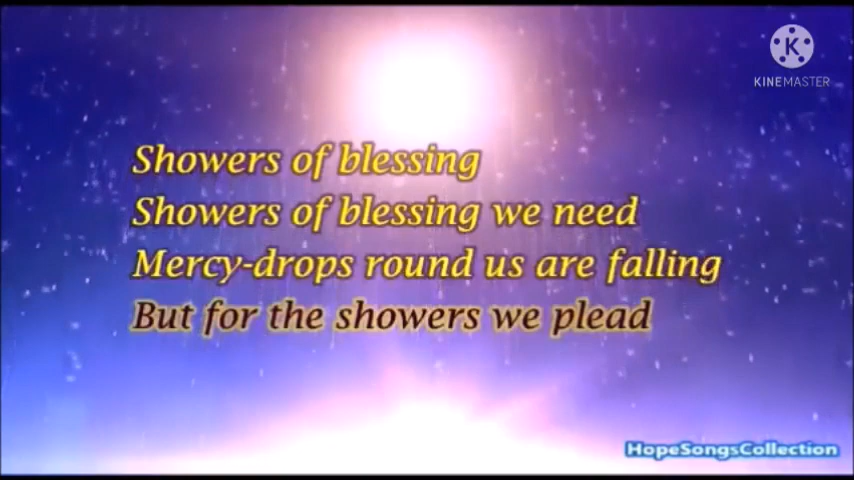 K
KINEMASTER
Showers of blessing
Showers of blessing we need
Mercy-drops round us are falling
But for the showers we plead
HopeSongsCollection